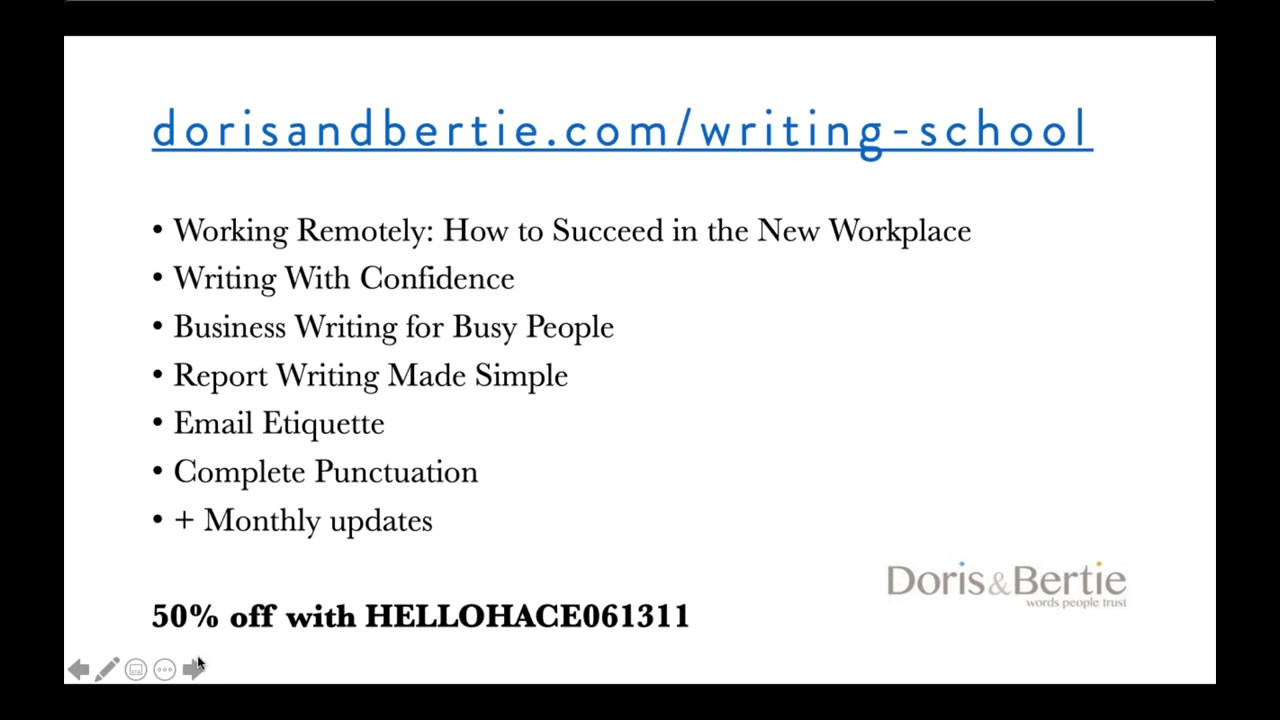 dorisandbertie.com/writing-school
• Working Remotely: How to Succeed in the New Workplace
• Writing With Confidence
• Business Writing for Busy People
• Report Writing Made Simple
• Email Etiquette
• Complete Punctuation
• + Monthly updates
Doris&Bertie
words people trust
50% off with HELLOHACE061311